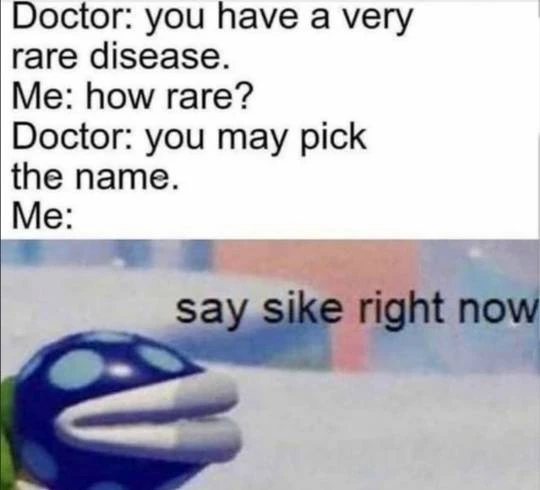 Doctor: you have a very
rare disease.
Me: how rare?
Doctor: you may pick
the name.
Me:
say sike right now